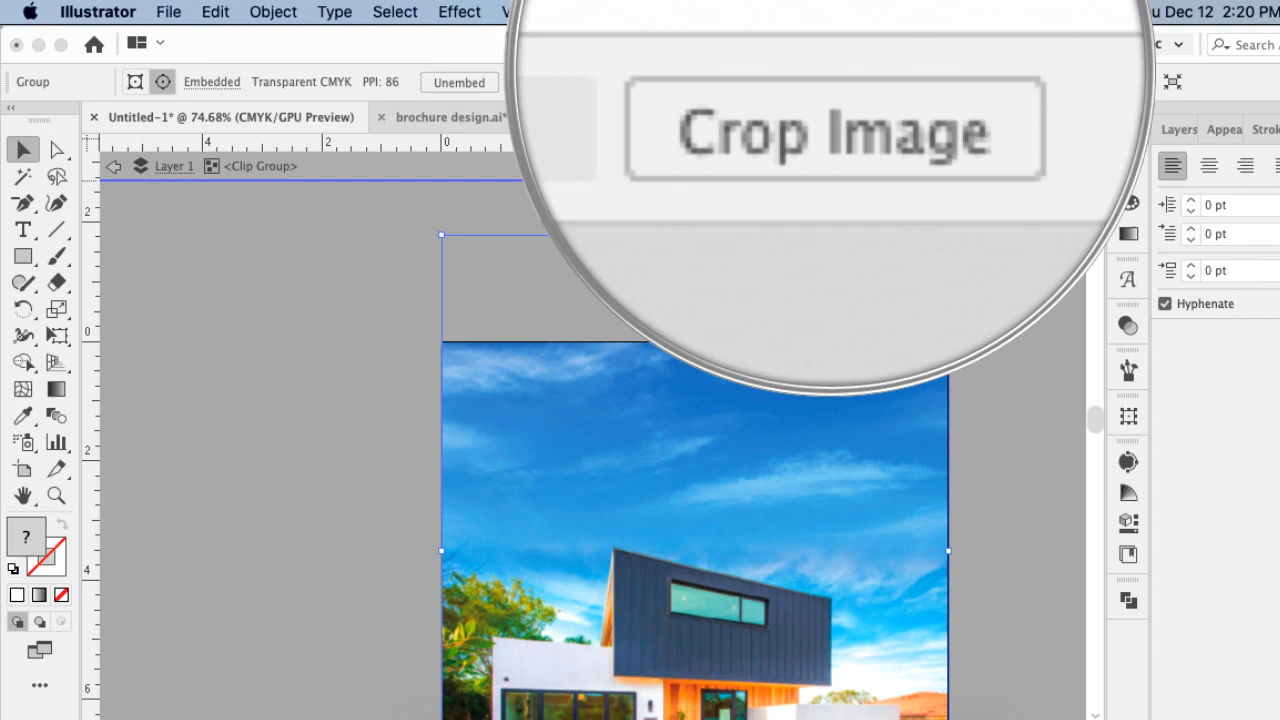 Illustrator File Edit Object Type Select Effect
Dec 12 2:20 PM
Search
Group Embedded Transparent CMYK PPI: 86 Unembed
Crop Image
× Untitled-1* @ 74.68% (CMYK/GPU Preview) × brochure design.ai*
Layers Appea Strok
4 2 0
Layer 1 <Clip Group>
0 pt
0 pt
0 pt
Hyphenate
2
0
2
4
6
?